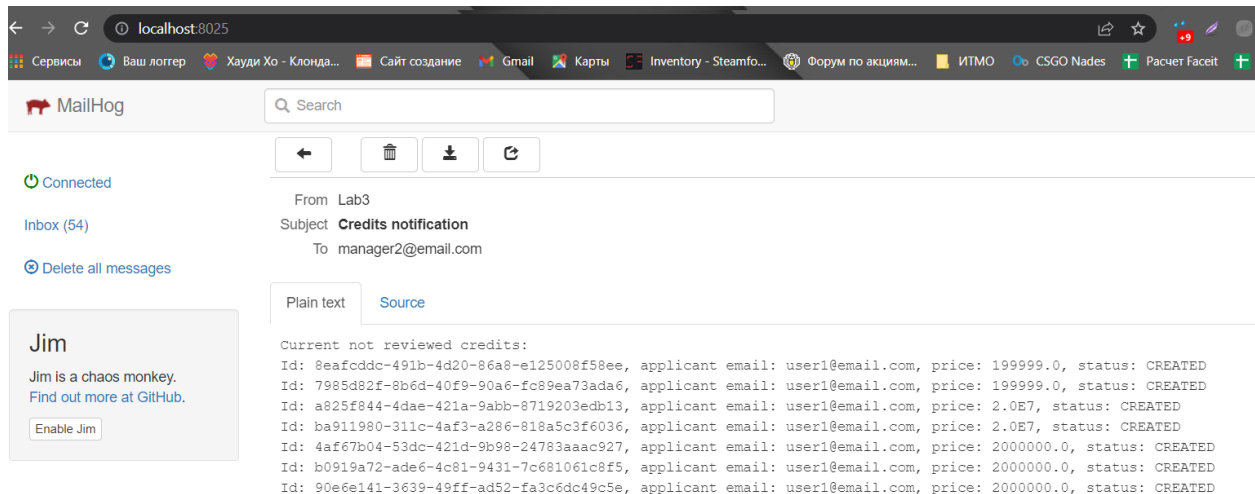 localhost:8025
+9
Сервисы Ваш логгер Хауди Хо - Клонда... Сайт создание Gmail Карты Inventory - Steamfo... Форум по акциям... ИТМО CSGO Nades Расчет Faceit
MailHog
Search
Connected
Inbox (54)
Delete all messages
Jim
Jim is a chaos monkey.
Find out more at GitHub.
Enable Jim
From Lab3
Subject Credits notification
To manager2@email.com
Plain text Source
Current not reviewed credits:
Id: 8eafcddc-491b-4d20-86a8-e125008f58ee, applicant email: user1@email.com, price: 199999.0, status: CREATED
Id: 7985d82f-8b6d-40f9-90a6-fc89ea73ada6, applicant email: user1@email.com, price: 199999.0, status: CREATED
Id: a825f844-4dae-421a-9abb-8719203edb13, applicant email: user1@email.com, price: 2.0E7, status: CREATED
Id: ba911980-311c-4af3-a286-818a5c3f6036, applicant email: user1@email.com, price: 2.0E7, status: CREATED
Id: 4af67b04-53dc-421d-9b98-24783aaac927, applicant email: user1@email.com, price: 2000000.0, status: CREATED
Id: b0919a72-ade6-4c81-9431-7c681061c8f5, applicant email: user1@email.com, price: 2000000.0, status: CREATED
Id: 90e6e141-3639-49ff-ad52-fa3c6dc49c5e, applicant email: user1@email.com, price: 2000000.0, status: CREATED